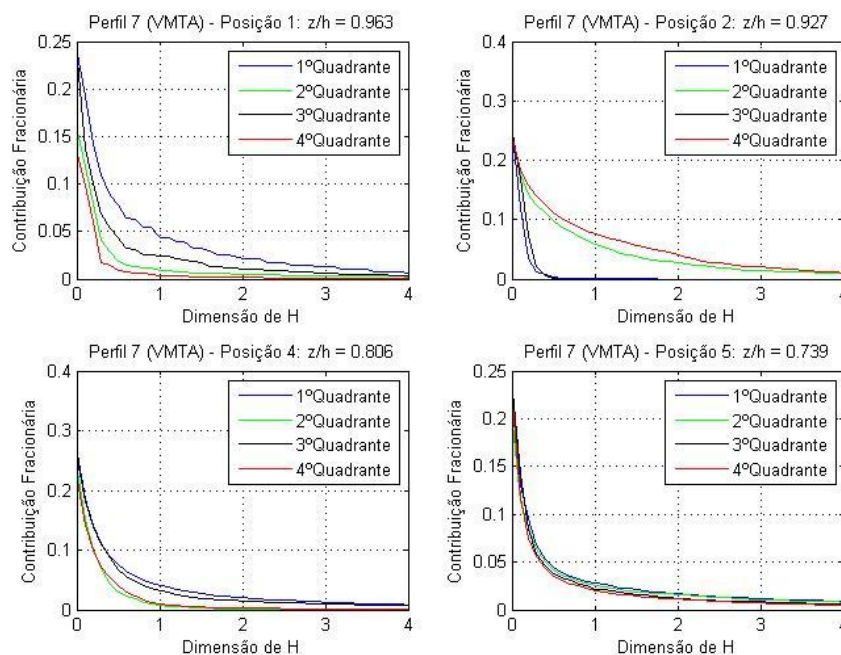 Perfil 7 (VMTA) - Posição 1: z/h = 0.963
Contribuição Fracionária
0.25
0.2
0.15
0.1
0.05
0
0 1 2 3 4
Dimensão de H
1ºQuadrante
2ºQuadrante
3ºQuadrante
4ºQuadrante
Perfil 7 (VMTA) - Posição 2: z/h = 0.927
Contribuição Fracionária
0.4
0.3
0.2
0.1
0
0 1 2 3 4
Dimensão de H
1ºQuadrante
2ºQuadrante
3ºQuadrante
4ºQuadrante
Perfil 7 (VMTA) - Posição 4: z/h = 0.806
Contribuição Fracionária
0.4
0.3
0.2
0.1
0
0 1 2 3 4
Dimensão de H
1ºQuadrante
2ºQuadrante
3ºQuadrante
4ºQuadrante
Perfil 7 (VMTA) - Posição 5: z/h = 0.739
Contribuição Fracionária
0.25
0.2
0.15
0.1
0.05
0
0 1 2 3 4
Dimensão de H
1ºQuadrante
2ºQuadrante
3ºQuadrante
4ºQuadrante